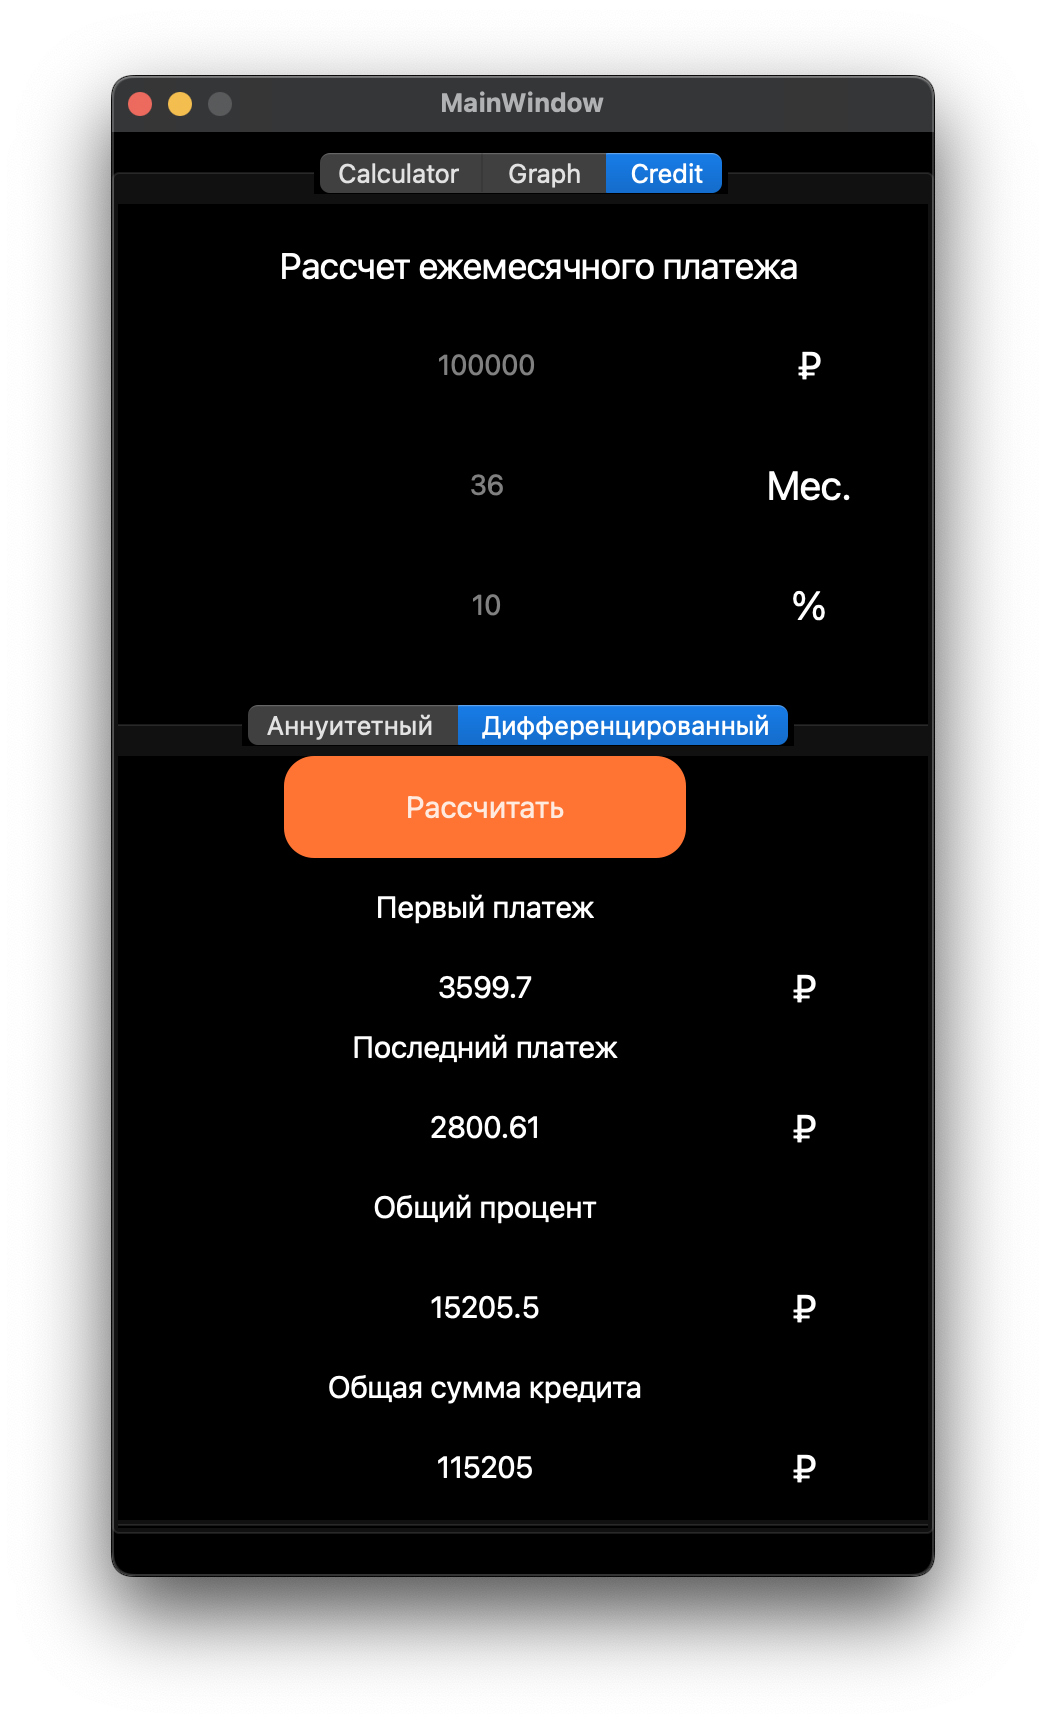 MainWindow
Calculator Graph Credit
Рассчет ежемесячного платежа
100000 ₽
36 Мес.
10 %
Аннуитетный Дифференцированный
Рассчитать
Первый платеж
3599.7 ₽
Последний платеж
2800.61 ₽
Общий процент
15205.5 ₽
Общая сумма кредита
115205 ₽